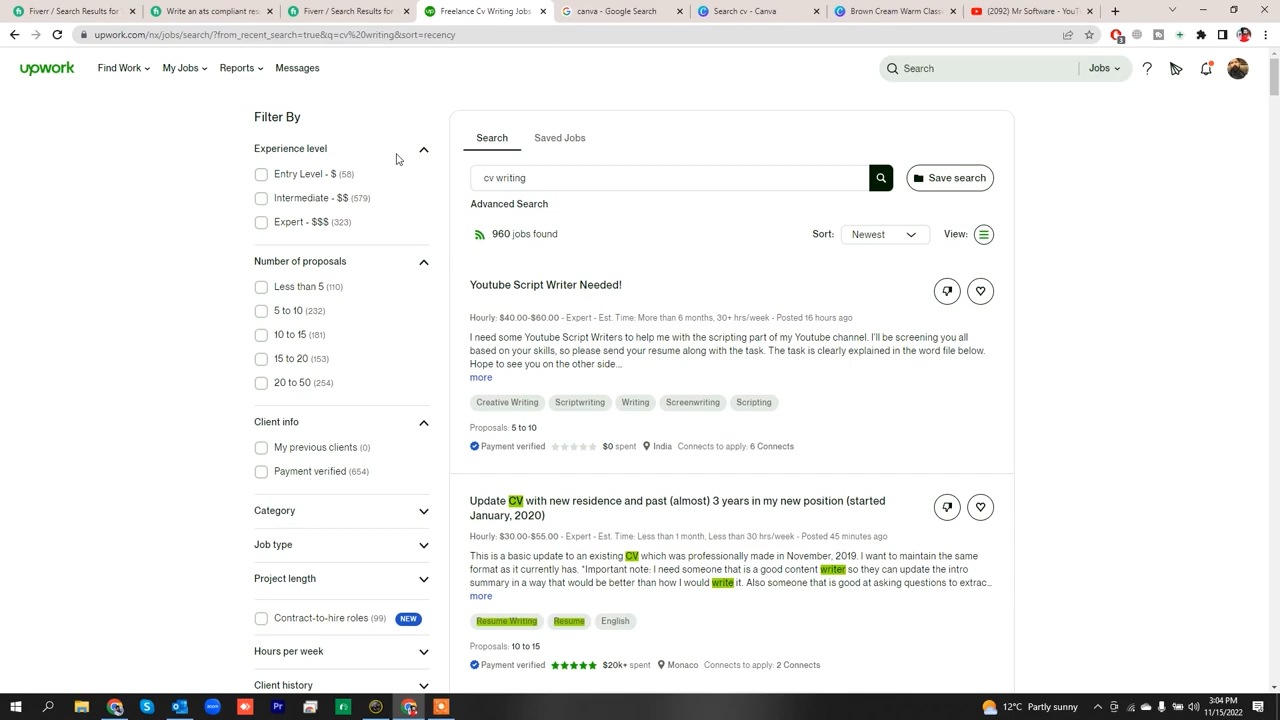 Fiverr / Search Results for
Write an ats compliant res
Fiverr / Search Results for
up
Freelance Cv Writing Jobs
canva - Google Search
Search cv
Brown Cream Warm Class
(2092) Mr Software - YouT
upwork.com/nx/jobs/search/?from_recent_search=true&q=cv%20writing&sort=recency
3
upwork
Find Work
My Jobs
Reports
Messages
Search
Jobs
?
Filter By
Experience level
Entry Level - $ (58)
Intermediate - $$ (579)
Expert - $$$ (323)
Number of proposals
Less than 5 (110)
5 to 10 (232)
10 to 15 (181)
15 to 20 (153)
20 to 50 (254)
Client info
My previous clients (0)
Payment verified (654)
Category
Job type
Project length
Contract-to-hire roles (99) NEW
Hours per week
Client history
Search
Saved Jobs
cv writing
Save search
Advanced Search
960 jobs found
Sort: Newest
View:
Youtube Script Writer Needed!
Hourly: $40.00-$60.00 - Expert - Est. Time: More than 6 months, 30+ hrs/week - Posted 16 hours ago
I need some Youtube Script Writers to help me with the scripting part of my Youtube channel. I'll be screening you all
based on your skills, so please send your resume along with the task. The task is clearly explained in the word file below.
Hope to see you on the other side...
more
Creative Writing Scriptwriting Writing Screenwriting Scripting
Proposals: 5 to 10
Payment verified $0 spent India Connects to apply: 6 Connects
Update CV with new residence and past (almost) 3 years in my new position (started
January, 2020)
Hourly: $30.00-$55.00 - Expert - Est. Time: Less than 1 month, Less than 30 hrs/week - Posted 45 minutes ago
This is a basic update to an existing CV which was professionally made in November, 2019. I want to maintain the same
format as it currently has. *Important note: I need someone that is a good content writer so they can update the intro
summary in a way that would be better than how I would write it. Also someone that is good at asking questions to extrac...
more
Resume Writing Resume English
Proposals: 10 to 15
Payment verified $20k+ spent Monaco Connects to apply: 2 Connects
zoom
Pr
12°C Partly sunny
3:04 PM
11/15/2022